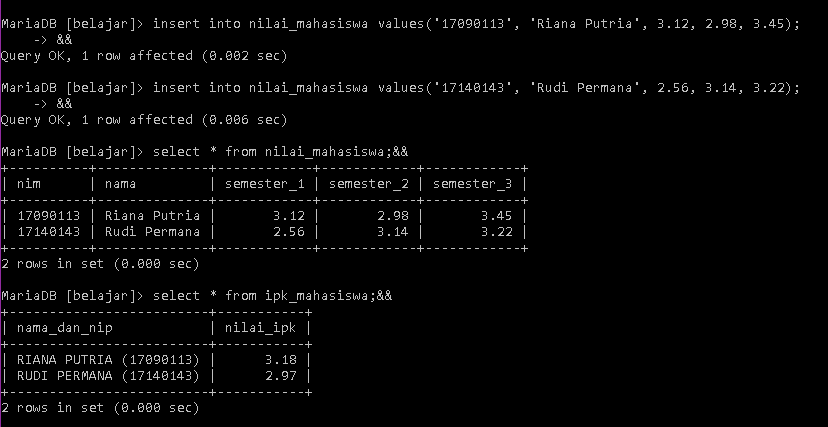 MariaDB [belajar]> insert into nilai_mahasiswa values('17090113', 'Riana Putria', 3.12, 2.98, 3.45);
    -> &&
Query OK, 1 row affected (0.002 sec)
MariaDB [belajar]> insert into nilai_mahasiswa values('17140143', 'Rudi Permana', 2.56, 3.14, 3.22);
    -> &&
Query OK, 1 row affected (0.006 sec)
MariaDB [belajar]> select * from nilai_mahasiswa;&&
+----------+--------------+------------+------------+------------+
| nim      | nama         | semester_1 | semester_2 | semester_3 |
+----------+--------------+------------+------------+------------+
| 17090113 | Riana Putria |       3.12 |       2.98 |       3.45 |
| 17140143 | Rudi Permana |       2.56 |       3.14 |       3.22 |
+----------+--------------+------------+------------+------------+
2 rows in set (0.000 sec)
MariaDB [belajar]> select * from ipk_mahasiswa;&&
+-------------------------+-----------+
| nama_dan_nip            | nilai_ipk |
+-------------------------+-----------+
| RIANA PUTRIA (17090113) |      3.18 |
| RUDI PERMANA (17140143) |      2.97 |
+-------------------------+-----------+
2 rows in set (0.000 sec)